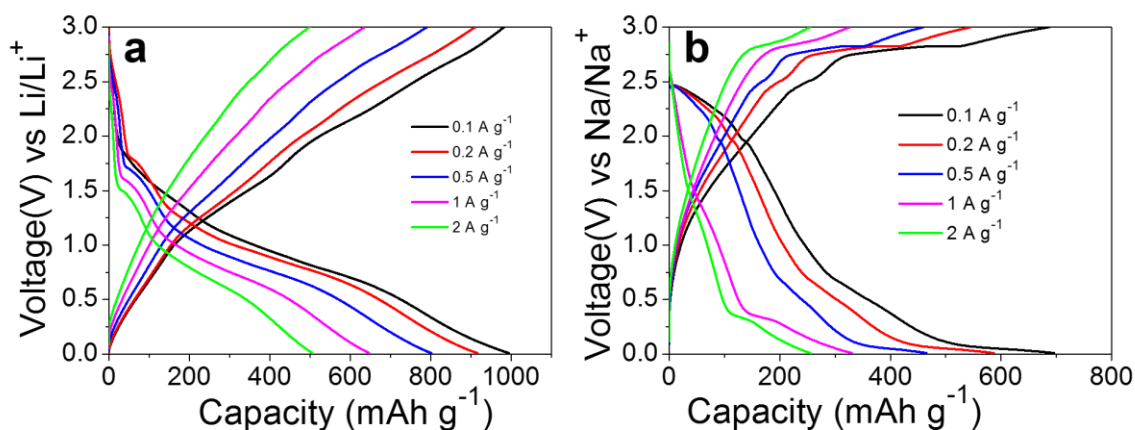 a
Voltage(V) vs Li/Li⁺
3.0
2.5
2.0
1.5
1.0
0.5
0.0
0.1 A g⁻¹
0.2 A g⁻¹
0.5 A g⁻¹
1 A g⁻¹
2 A g⁻¹
0 200 400 600 800 1000
Capacity (mAh g⁻¹)
b
Voltage(V) vs Na/Na⁺
3.0
2.5
2.0
1.5
1.0
0.5
0.0
0.1 A g⁻¹
0.2 A g⁻¹
0.5 A g⁻¹
1 A g⁻¹
2 A g⁻¹
0 200 400 600 800
Capacity (mAh g⁻¹)